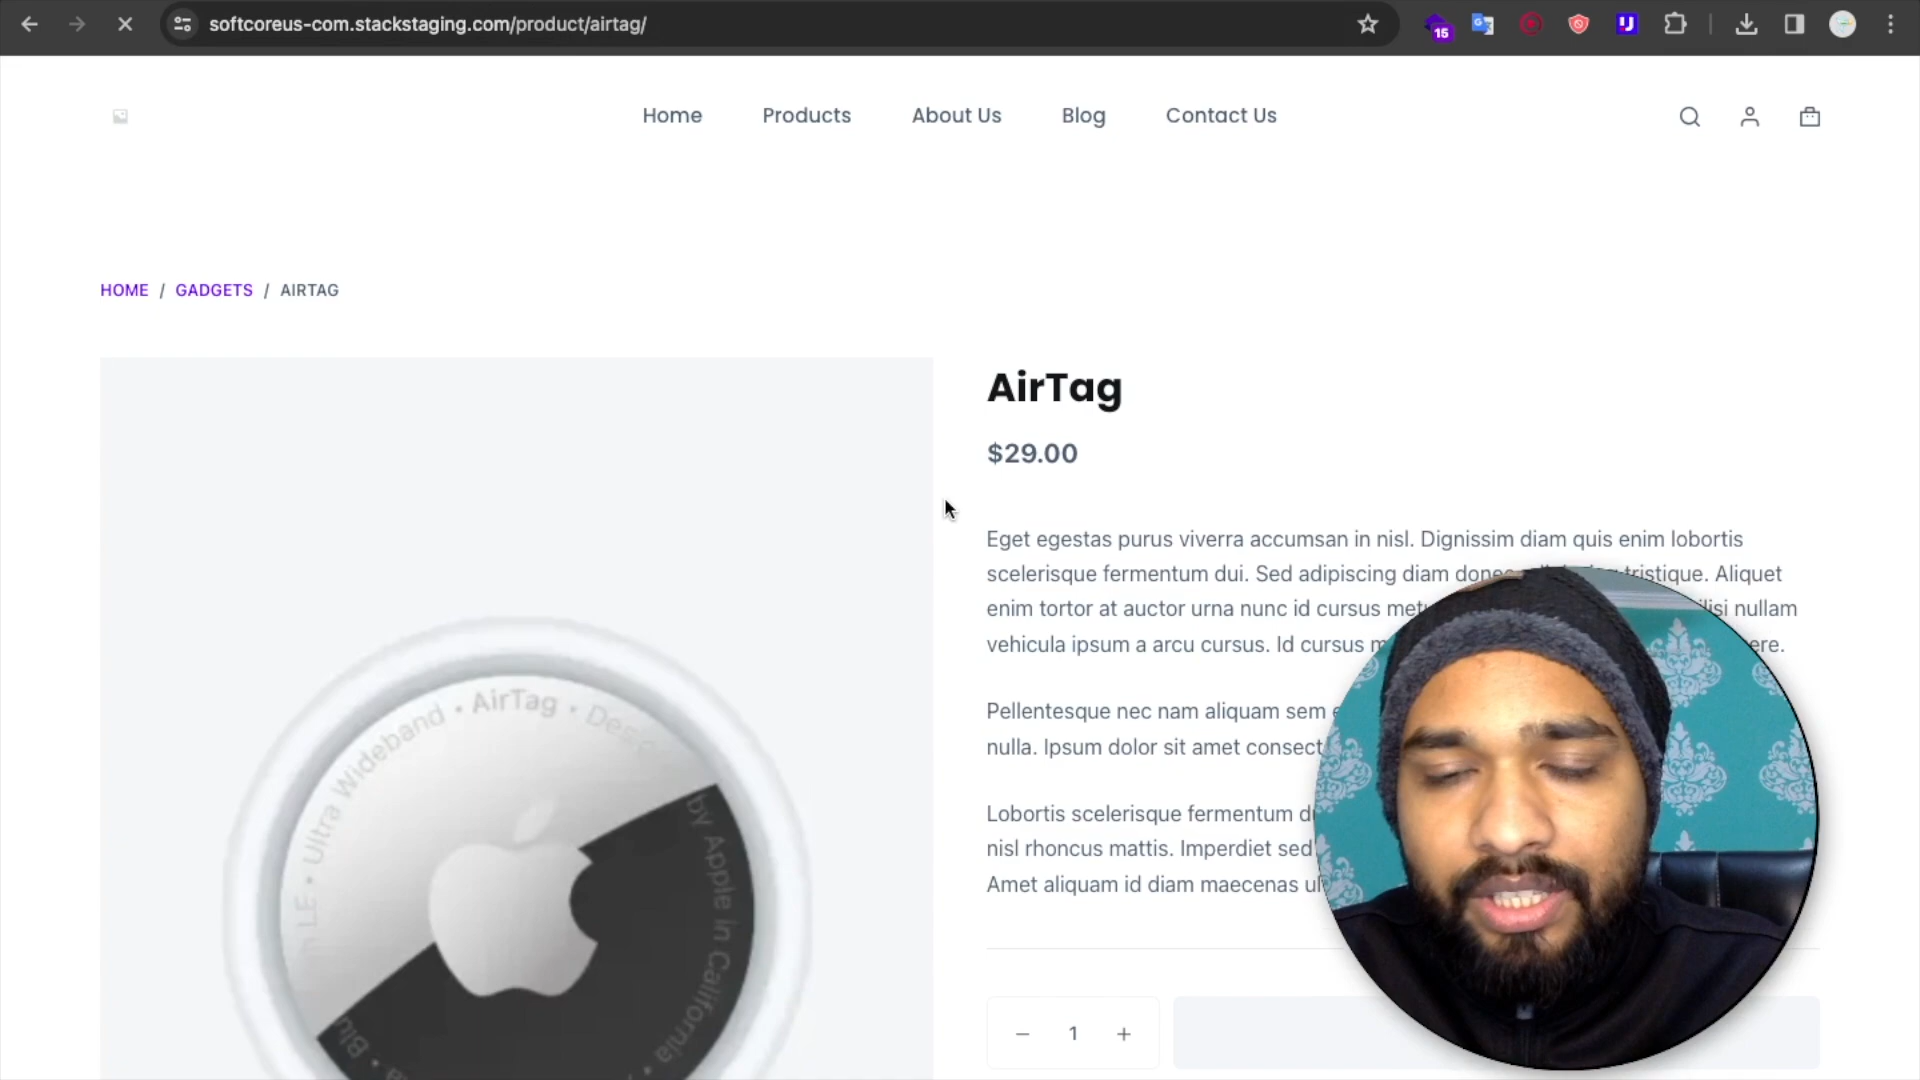 softcoreus-com.stackstaging.com/product/airtag/
15
Home Products About Us Blog Contact Us
HOME / GADGETS / AIRTAG
AirTag
$29.00
Eget egestas purus viverra accumsan in nisl. Dignissim diam quis enim lobortis
scelerisque fermentum dui. Sed adipiscing diam tristique. Aliquet
enim tortor at auctor urna nunc id cursus nullam
vehicula ipsum a arcu cursus. Id cursus
Pellentesque nec nam aliquam sem
nulla. Ipsum dolor sit amet
Lobortis scelerisque fermentum
nisl rhoncus mattis. Imperdiet sed
Amet aliquam id diam maecenas
• Ultra Wideband • AirTag •
by Apple in California
− 1 +